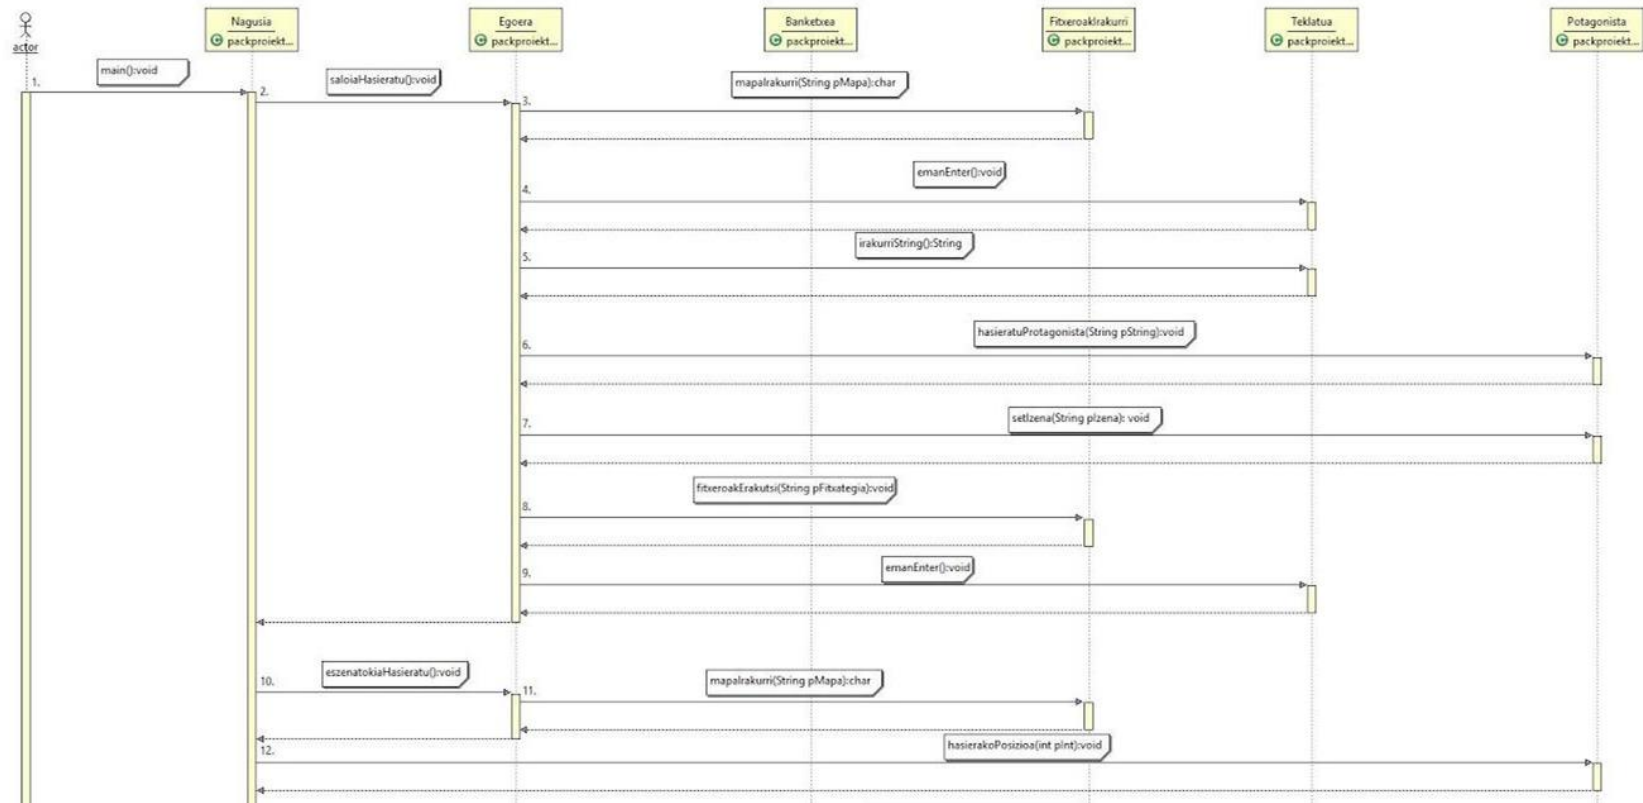 actor
Nagusia
packproiekt...
Egoera
packproiekt...
Banketxea
packproiekt...
FitxeroakIrakurri
packproiekt...
Teklatua
packproiekt...
Potagonista
packproiekt...
1.
main():void
2.
saloiaHasieratu():void
3.
mapaIrakurri(String pMapa):char
4.
emanEnter():void
5.
irakurriString():String
6.
hasieratuProtagonista(String pString):void
7.
setIzena(String pIzena): void
8.
fitxeroakErakutsi(String pFitxategia):void
9.
emanEnter():void
10.
eszenatokiaHasieratu():void
11.
mapaIrakurri(String pMapa):char
12.
hasierakoPosizioa(int pInt):void